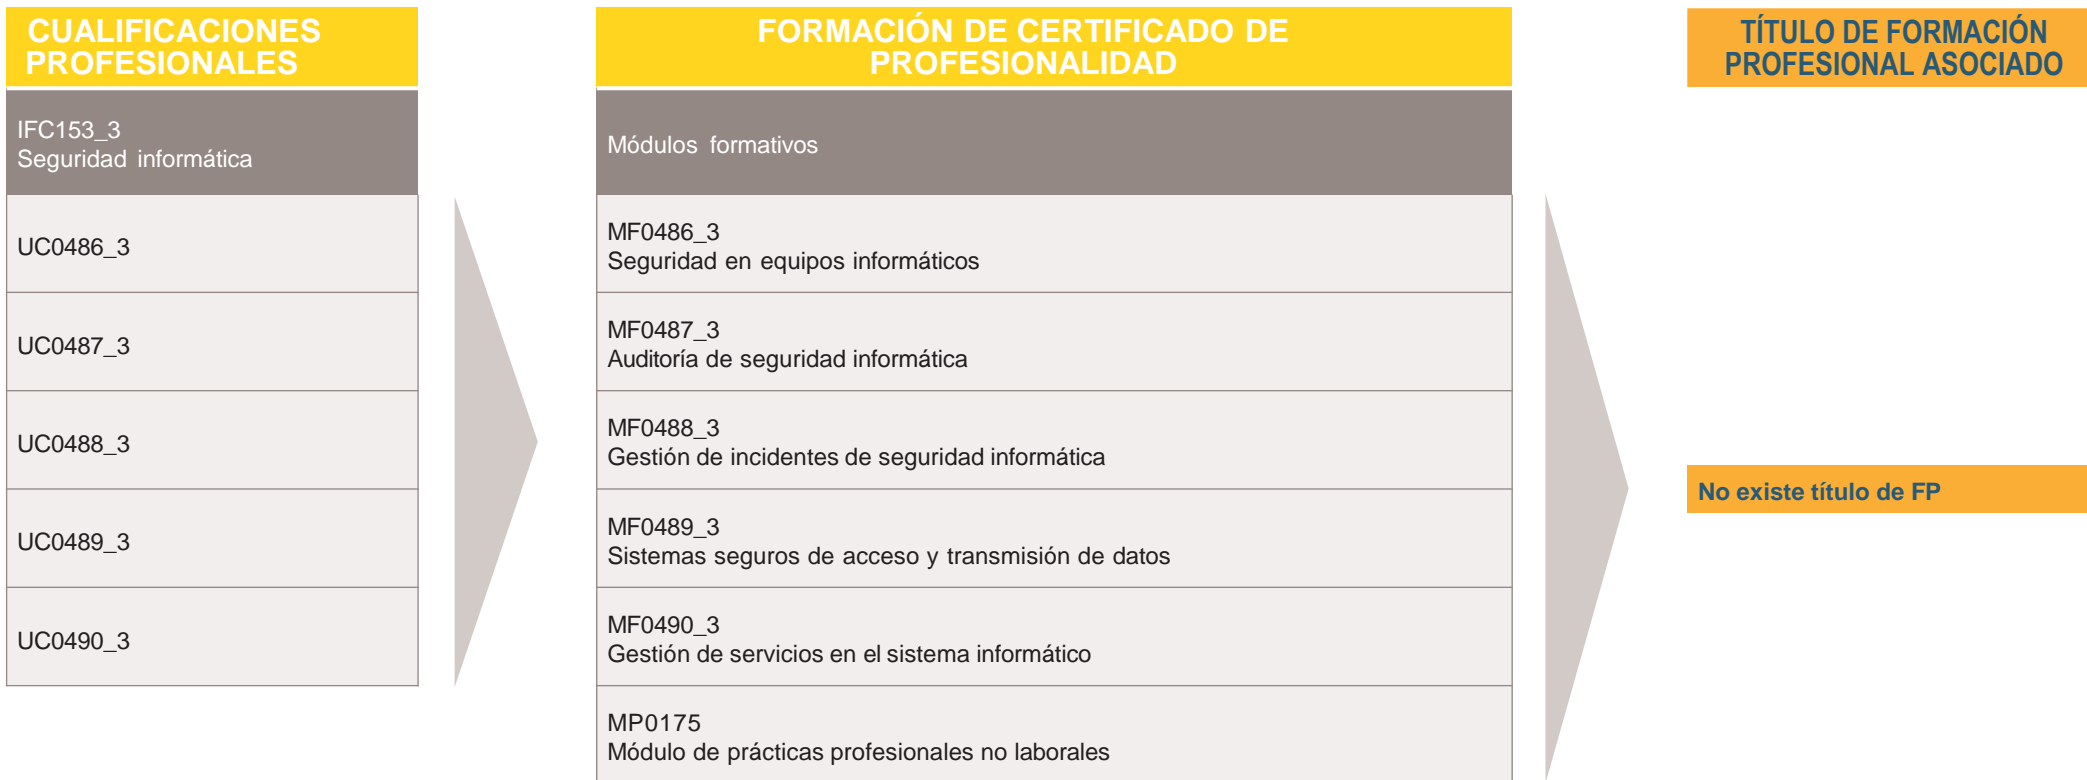 CUALIFICACIONES
PROFESIONALES
IFC153_3
Seguridad informática
UC0486_3
UC0487_3
UC0488_3
UC0489_3
UC0490_3
FORMACIÓN DE CERTIFICADO DE
PROFESIONALIDAD
Módulos formativos
MF0486_3
Seguridad en equipos informáticos
MF0487_3
Auditoría de seguridad informática
MF0488_3
Gestión de incidentes de seguridad informática
MF0489_3
Sistemas seguros de acceso y transmisión de datos
MF0490_3
Gestión de servicios en el sistema informático
MP0175
Módulo de prácticas profesionales no laborales
TÍTULO DE FORMACIÓN
PROFESIONAL ASOCIADO
No existe título de FP